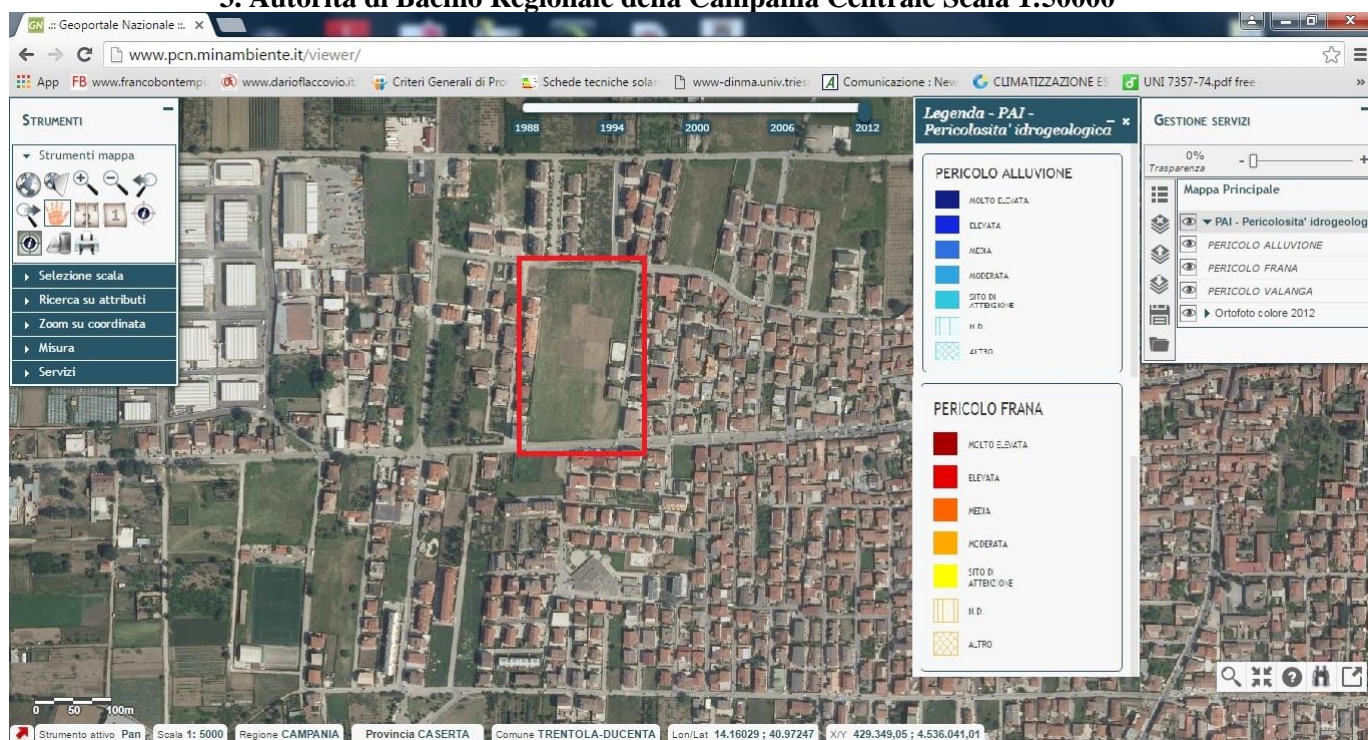 3. Autorità di Bacino Regionale della Campania Centrale Scala 1:50000
GN .:: Geoportale Nazionale ::.
www.pcn.minambiente.it/viewer/
App FB www.francobontempi www.darioflaccovio.it/ Criteri Generali di Pro Schede tecniche solar www-dinma.univ.triest Comunicazione : New CLIMATIZZAZIONE ES UNI 7357-74.pdf free »
STRUMENTI
Strumenti mappa
1
Selezione scala
Ricerca su attributi
Zoom su coordinata
Misura
Servizi
1988 1994 2000 2006 2012
Legenda - PAI -
Pericolosita' idrogeologica
PERICOLO ALLUVIONE
MOLTO ELEVATA
ELEVATA
MEDIA
MODERATA
SITO DI
ATTENZIONE
N.D.
ALTRO
PERICOLO FRANA
MOLTO ELEVATA
ELEVATA
MEDIA
MODERATA
SITO DI
ATTENZIONE
N.D.
ALTRO
GESTIONE SERVIZI
0%
Trasparenza - +
Mappa Principale
PAI - Pericolosita' idrogeolog
PERICOLO ALLUVIONE
PERICOLO FRANA
PERICOLO VALANGA
Ortofoto colore 2012
0 50 100m
Strumento attivo Pan Scala 1: 5000 Regione CAMPANIA Provincia CASERTA Comune TRENTOLA-DUCENTA Lon/Lat 14.16029 ; 40.97247 X/Y 429.349,05 ; 4.536.041,01